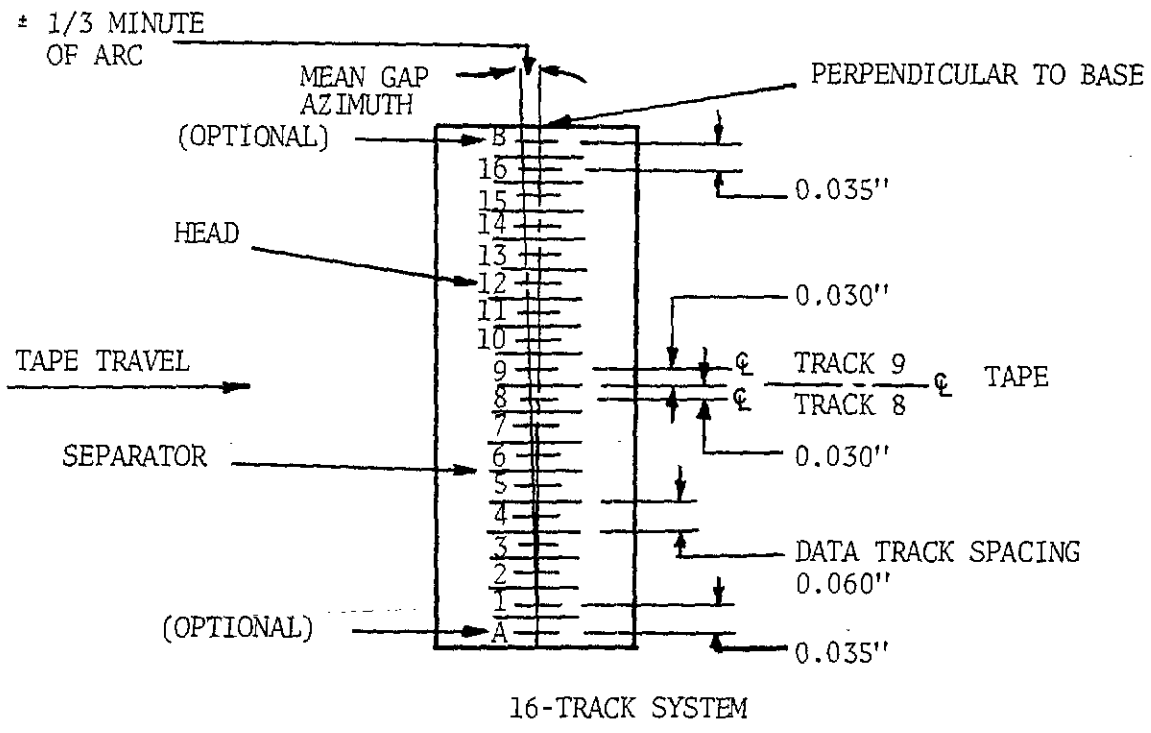 ± 1/3 MINUTE
OF ARC
MEAN GAP
AZIMUTH
PERPENDICULAR TO BASE
(OPTIONAL)
B
16
0.035"
15
14
HEAD
13
12
0.030"
11
10
TAPE TRAVEL
9
℄ TRACK 9
℄ TAPE
8
℄ TRACK 8
7
SEPARATOR
6
0.030"
5
4
3
DATA TRACK SPACING
0.060"
2
1
(OPTIONAL)
A
0.035"
16-TRACK SYSTEM